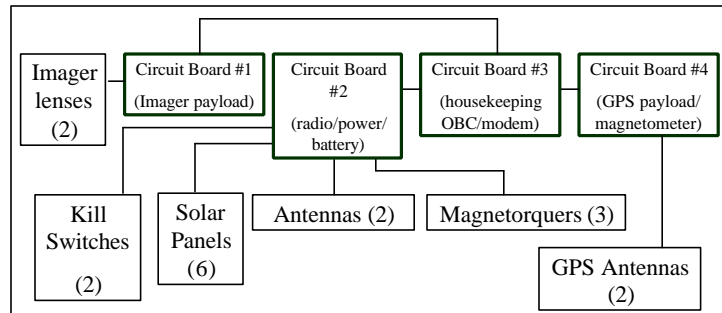 Imager
lenses
(2)
Circuit Board #1
(Imager payload)
Circuit Board
#2
(radio/power/
battery)
Circuit Board #3
(housekeeping
OBC/modem)
Circuit Board #4
(GPS payload/
magnetometer)
Kill
Switches
(2)
Solar
Panels
(6)
Antennas (2)
Magnetorquers (3)
GPS Antennas
(2)